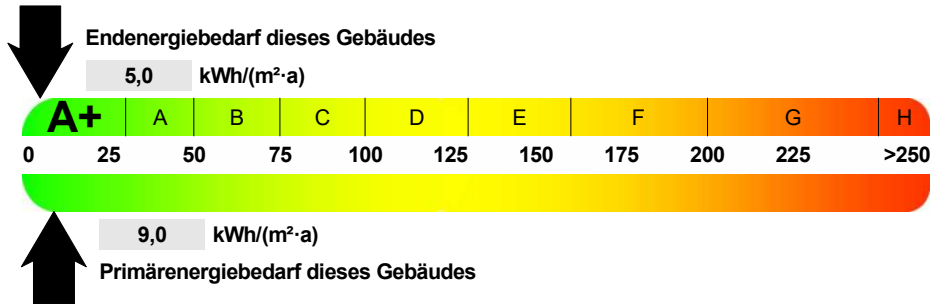 Endenergiebedarf dieses Gebäudes
5,0 kWh/(m²·a)
A+ A B C D E F G H
0 25 50 75 100 125 150 175 200 225 >250
9,0 kWh/(m²·a)
Primärenergiebedarf dieses Gebäudes